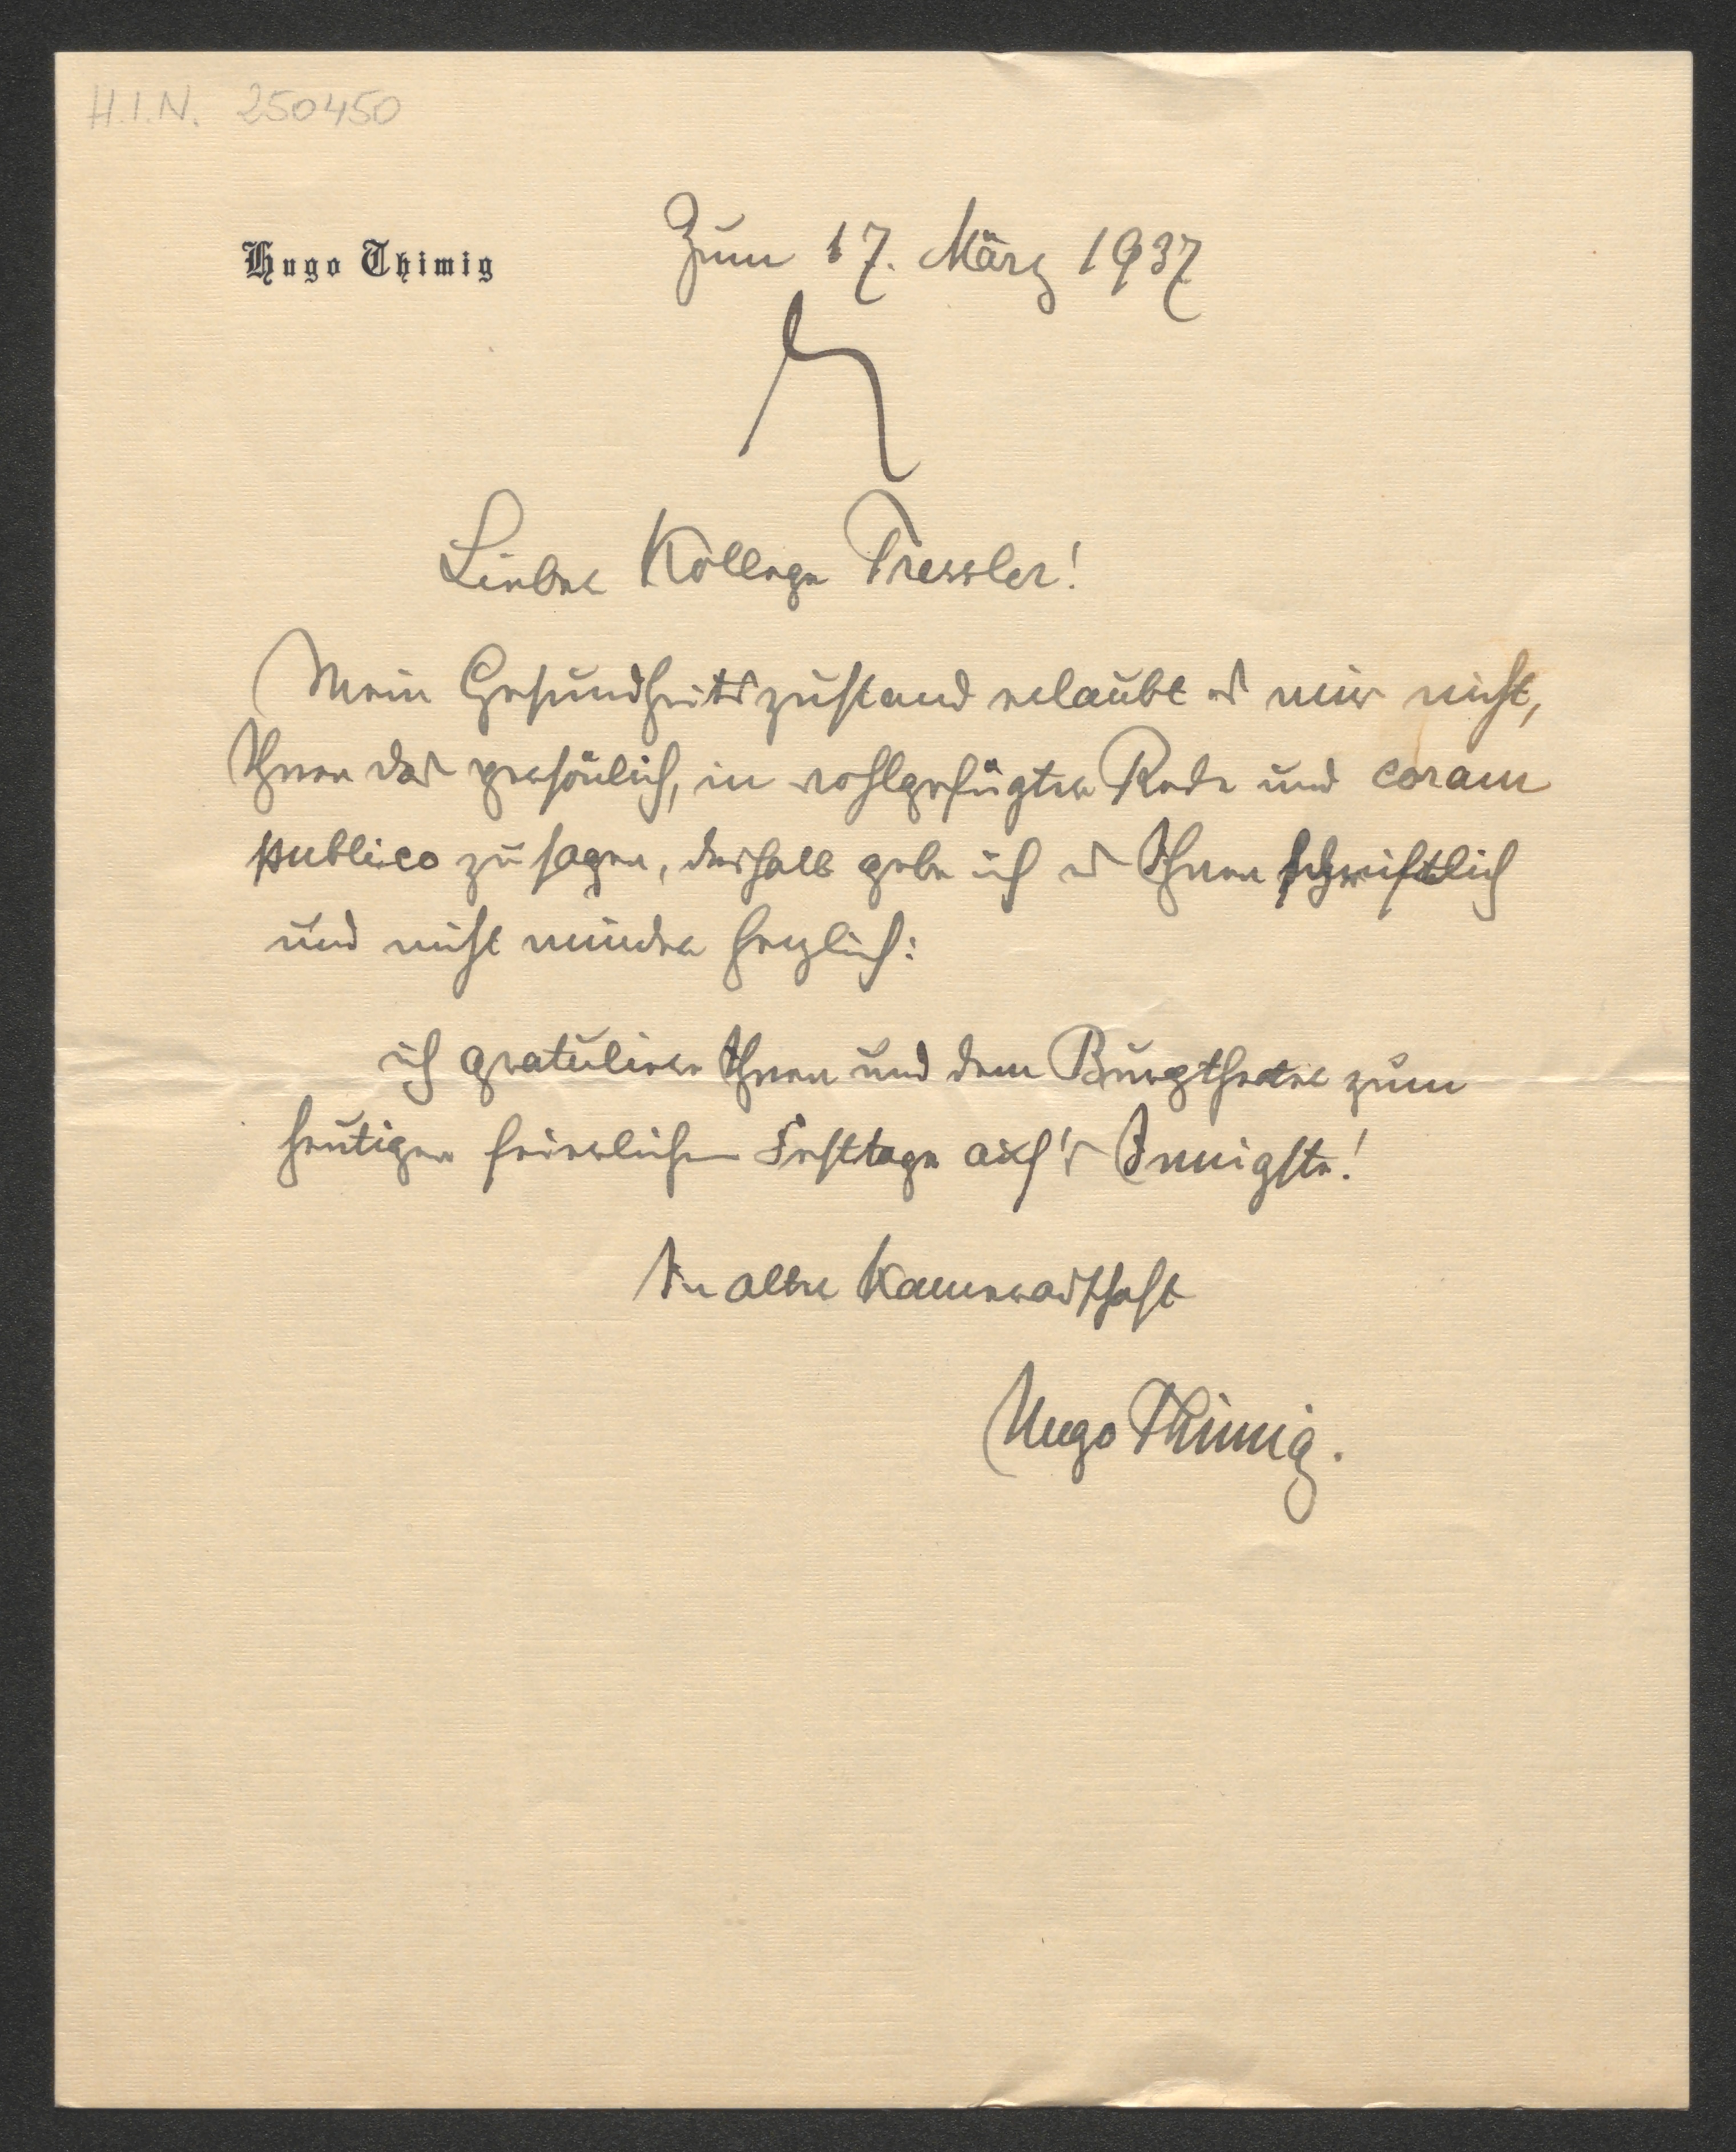 H.I.N. 250450
Hugo Thimig
Zum 17. März 1937
Lieber Kollege Tressler!
Mein Gesundheitszustand erlaubt es mir nicht,
Ihnen das persönlich, in wohlgefügter Rede und coram
publico zu sagen, deshalb gebe ich es Ihnen schriftlich
und nicht minder herzlich:
ich gratuliere Ihnen und dem Burgtheater zum
heutigen feierlichen Festtage auf's Innigste!
In alter Kameradschaft
Hugo Thimig.